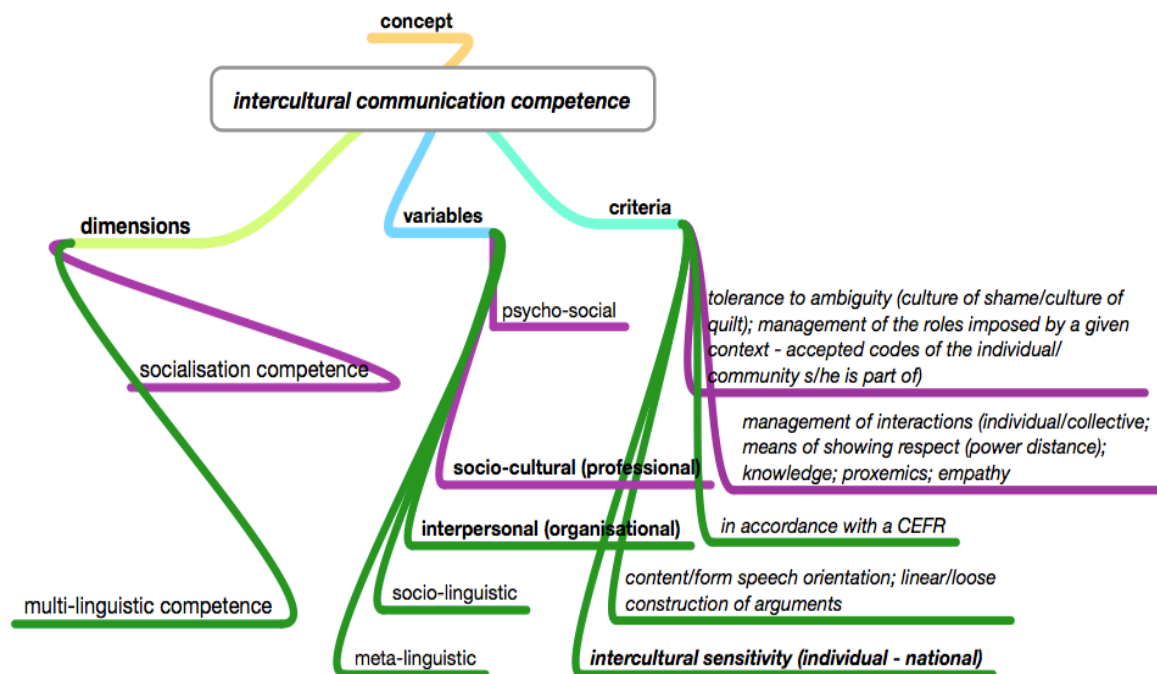 concept
intercultural communication competence
dimensions
variables
criteria
psycho-social
socialisation competence
tolerance to ambiguity (culture of shame/culture of
quilt); management of the roles imposed by a given
context - accepted codes of the individual/
community s/he is part of)
management of interactions (individual/collective;
means of showing respect (power distance);
knowledge; proxemics; empathy
socio-cultural (professional)
interpersonal (organisational)
in accordance with a CEFR
multi-linguistic competence
socio-linguistic
content/form speech orientation; linear/loose
construction of arguments
meta-linguistic
intercultural sensitivity (individual - national)